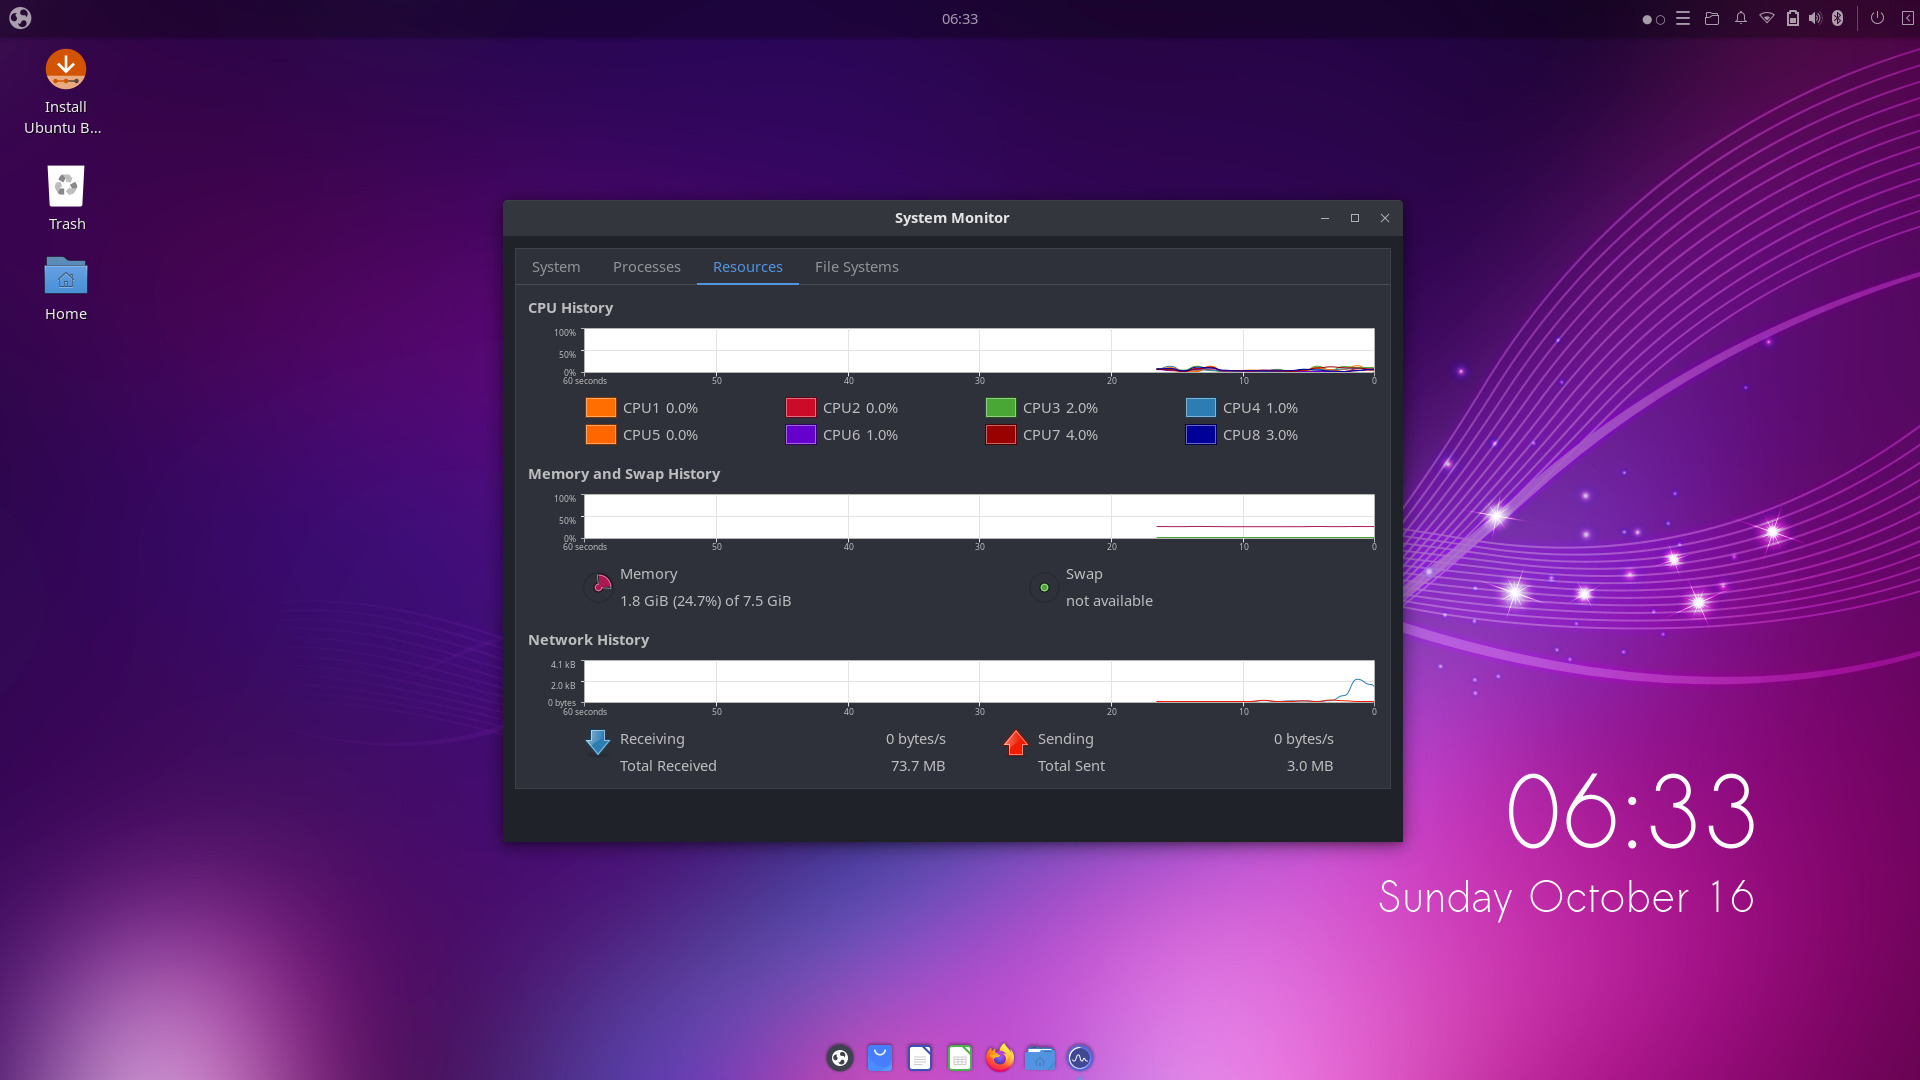 06:33
Install
Ubuntu B...
Trash
Home
System Monitor
System Processes Resources File Systems
CPU History
100%
50%
0%
60 seconds 50 40 30 20 10 0
CPU1 0.0% CPU2 0.0% CPU3 2.0% CPU4 1.0%
CPU5 0.0% CPU6 1.0% CPU7 4.0% CPU8 3.0%
Memory and Swap History
100%
50%
0%
60 seconds 50 40 30 20 10 0
Memory Swap
1.8 GiB (24.7%) of 7.5 GiB not available
Network History
4.1 kB
2.0 kB
0 bytes
60 seconds 50 40 30 20 10 0
Receiving 0 bytes/s Sending 0 bytes/s
Total Received 73.7 MB Total Sent 3.0 MB
06:33
Sunday October 16